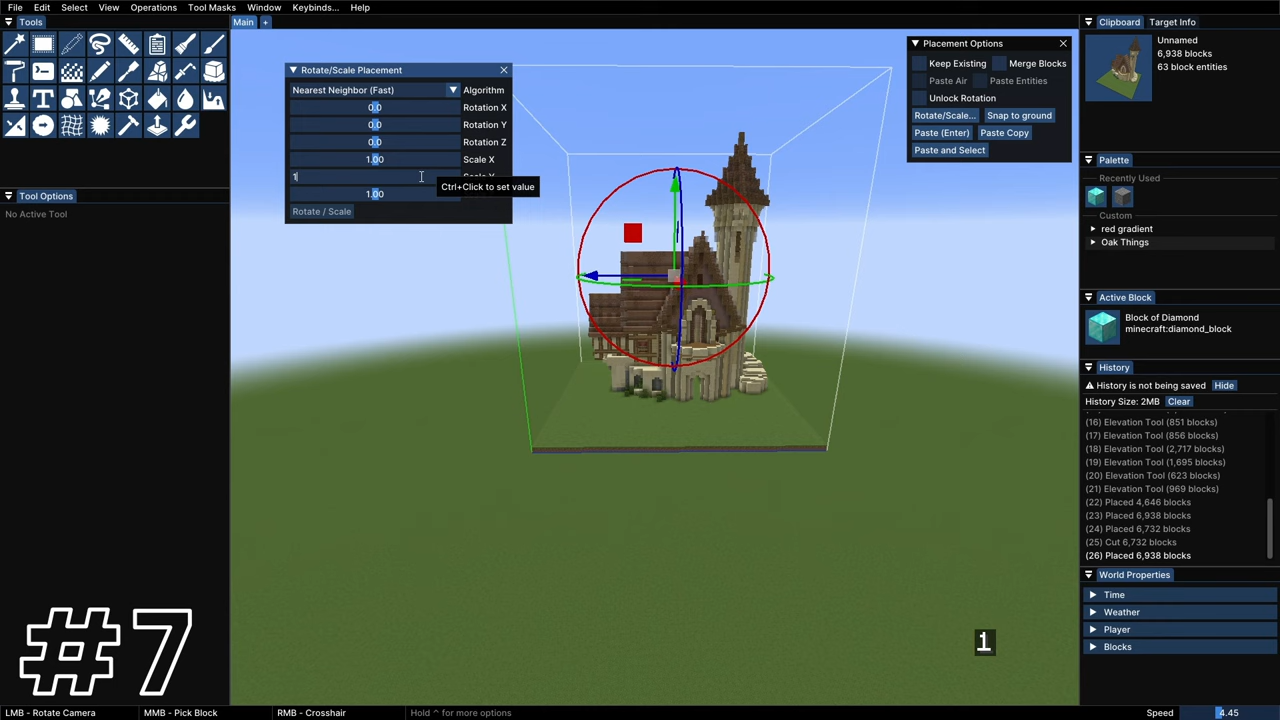 File Edit Select View Operations Tool Masks Window Keybinds... Help
Tools
Main +
Rotate/Scale Placement
Nearest Neighbor (Fast) Algorithm
0.0 Rotation X
0.0 Rotation Y
0.0 Rotation Z
1.00 Scale X
1
Ctrl+Click to set value
1.00
Rotate / Scale
Tool Options
No Active Tool
Placement Options
Keep Existing Merge Blocks
Paste Air Paste Entities
Unlock Rotation
Rotate/Scale... Snap to ground
Paste (Enter) Paste Copy
Paste and Select
Clipboard Target Info
Unnamed
6,938 blocks
63 block entities
Palette
Recently Used
Custom
red gradient
Oak Things
Active Block
Block of Diamond
minecraft:diamond_block
History
History is not being saved Hide
History Size: 2MB Clear
(16) Elevation Tool (851 blocks)
(17) Elevation Tool (856 blocks)
(18) Elevation Tool (2,717 blocks)
(19) Elevation Tool (1,695 blocks)
(20) Elevation Tool (623 blocks)
(21) Elevation Tool (969 blocks)
(22) Placed 4,646 blocks
(23) Placed 6,938 blocks
(24) Placed 6,732 blocks
(25) Cut 6,732 blocks
(26) Placed 6,938 blocks
World Properties
Time
Weather
Player
Blocks
#7
1
LMB - Rotate Camera MMB - Pick Block RMB - Crosshair Hold ^ for more options Speed 4.45